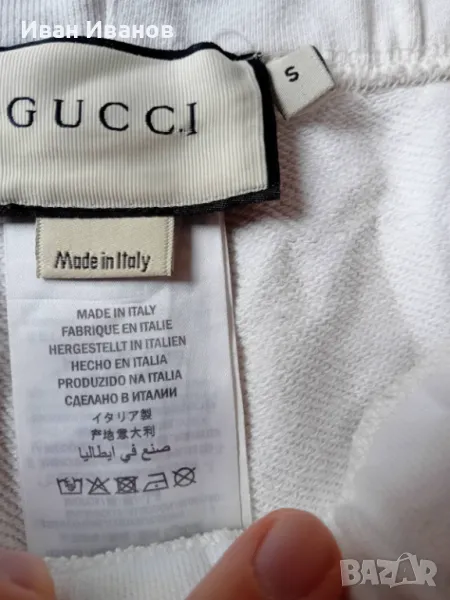 Иван Иванов
GUCCI
S
Made in Italy
MADE IN ITALY
FABRIQUE EN ITALIE
HERGESTELLT IN ITALIEN
HECHO EN ITALIA
PRODUZIDO NA ITALIA
СДЕЛАНО В ИТАЛИИ
イタリア製
产地意大利
صنع في ايطاليا
BAZAR